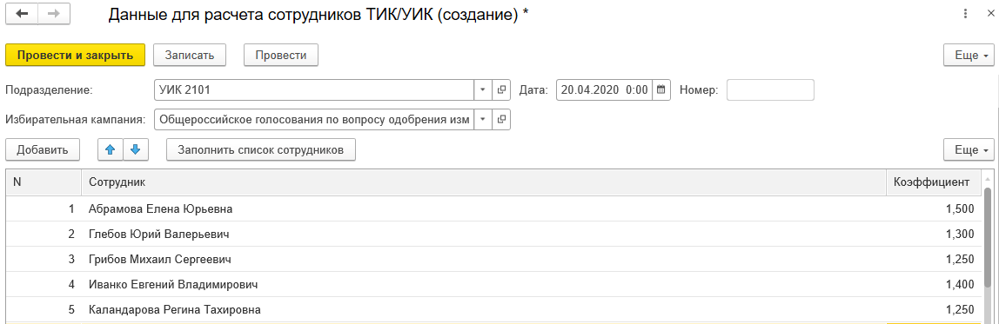 Данные для расчета сотрудников ТИК/УИК (создание) *
Провести и закрыть Записать Провести Еще
Подразделение: УИК 2101 Дата: 20.04.2020 0:00 Номер:
Избирательная кампания: Общероссийское голосования по вопросу одобрения изм
Добавить Заполнить список сотрудников Еще
N Сотрудник Коэффициент
1 Абрамова Елена Юрьевна 1,500
2 Глебов Юрий Валерьевич 1,300
3 Грибов Михаил Сергеевич 1,250
4 Иванко Евгений Владимирович 1,400
5 Каландарова Регина Тахировна 1,250